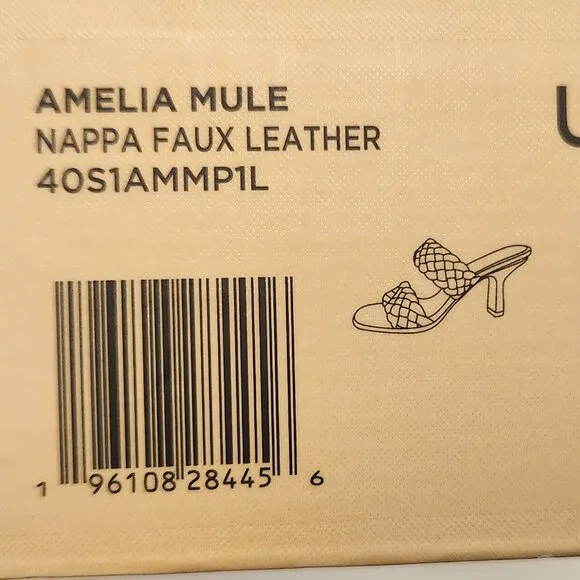 AMELIA MULE
NAPPA FAUX LEATHER
40S1AMMP1L
U
1 96108 28445 6